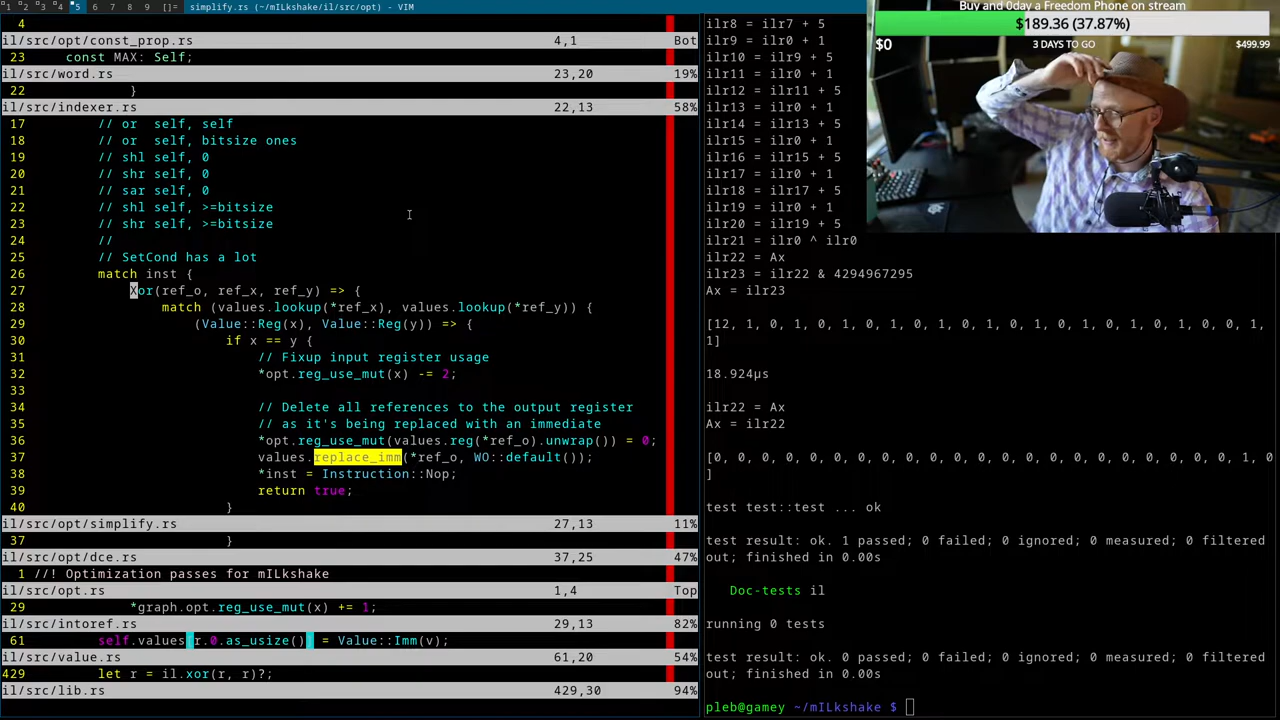 1 2 3 4 5 6 7 8 9 []= simplify.rs (~/mILkshake/il/src/opt) - VIM
4
il/src/opt/const_prop.rs 4,1 Bot
23 const MAX: Self;
il/src/word.rs 23,20 19%
22 }
il/src/indexer.rs 22,13 58%
17 // or  self, self
18 // or  self, bitsize ones
19 // shl self, 0
20 // shr self, 0
21 // sar self, 0
22 // shl self, >=bitsize
23 // shr self, >=bitsize
24 //
25 // SetCond has a lot
26 match inst {
27 Xor(ref_o, ref_x, ref_y) => {
28 match (values.lookup(*ref_x), values.lookup(*ref_y)) {
29 (Value::Reg(x), Value::Reg(y)) => {
30 if x == y {
31 // Fixup input register usage
32 *opt.reg_use_mut(x) -= 2;
33
34 // Delete all references to the output register
35 // as it's being replaced with an immediate
36 *opt.reg_use_mut(values.reg(*ref_o).unwrap()) = 0;
37 values.replace_imm(*ref_o, WO::default());
38 *inst = Instruction::Nop;
39 return true;
40 }
il/src/opt/simplify.rs 27,13 11%
37 }
il/src/opt/dce.rs 37,25 47%
1 //! Optimization passes for mILkshake
il/src/opt.rs 1,4 Top
29 *graph.opt.reg_use_mut(x) += 1;
il/src/intoref.rs 29,13 82%
61 self.values[r.0.as_usize()] = Value::Imm(v);
il/src/value.rs 61,20 54%
429 let r = il.xor(r, r)?;
il/src/lib.rs 429,30 94%
ilr8 = ilr7 + 5
ilr9 = ilr0 + 1
ilr10 = ilr9 + 5
ilr11 = ilr0 + 1
ilr12 = ilr11 + 5
ilr13 = ilr0 + 1
ilr14 = ilr13 + 5
ilr15 = ilr0 + 1
ilr16 = ilr15 + 5
ilr17 = ilr0 + 1
ilr18 = ilr17 + 5
ilr19 = ilr0 + 1
ilr20 = ilr19 + 5
ilr21 = ilr0 ^ ilr0
ilr22 = Ax
ilr23 = ilr22 & 4294967295
Ax = ilr23
[12, 1, 0, 1, 0, 1, 0, 1, 0, 1, 0, 1, 0, 1, 0, 1, 0, 1, 0, 1, 0, 0, 1,
1]
18.924µs
ilr22 = Ax
Ax = ilr22
[0, 0, 0, 0, 0, 0, 0, 0, 0, 0, 0, 0, 0, 0, 0, 0, 0, 0, 0, 0, 0, 0, 1, 0
]
test test::test ... ok
test result: ok. 1 passed; 0 failed; 0 ignored; 0 measured; 0 filtered
out; finished in 0.00s
Doc-tests il
running 0 tests
test result: ok. 0 passed; 0 failed; 0 ignored; 0 measured; 0 filtered
out; finished in 0.00s
pleb@gamey ~/mILkshake $
Buy and 0day a Freedom Phone on stream
$189.36 (37.87%)
$0 3 DAYS TO GO $499.99